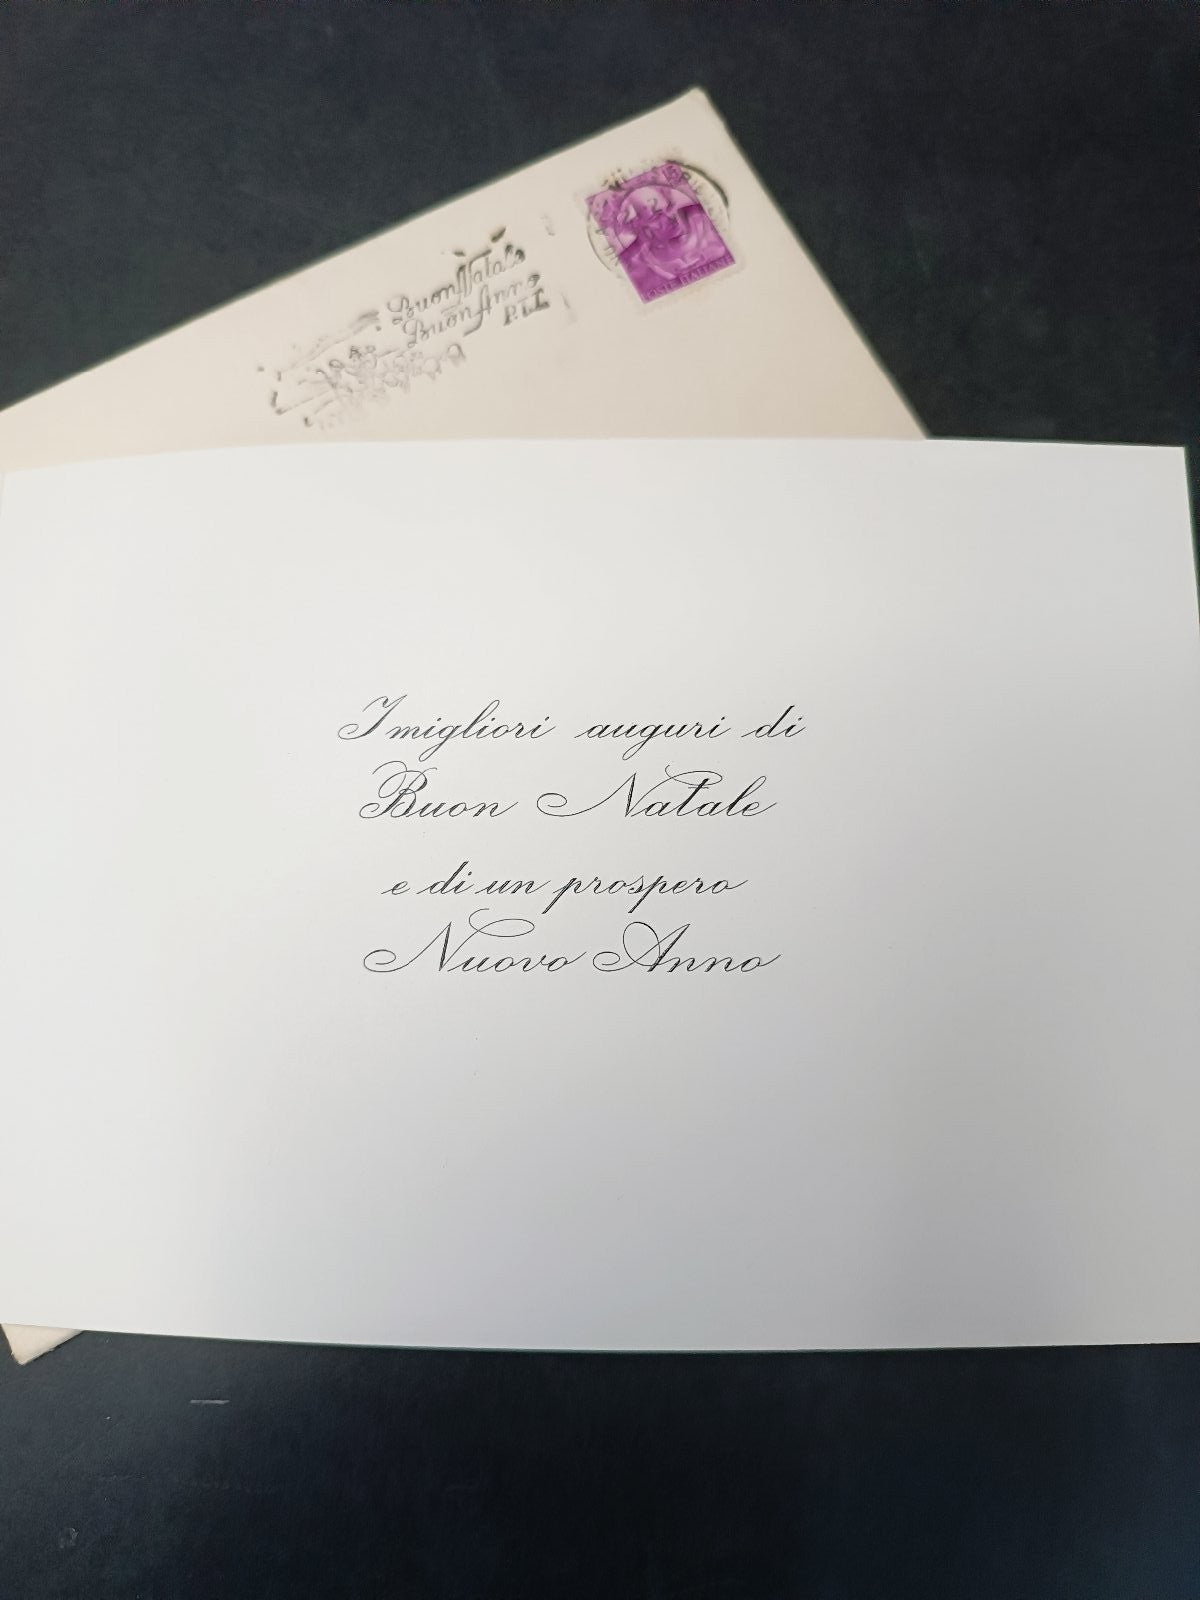 POSTE ITALIANE
Buon Natale
Buon Anno
P.T.
I migliori auguri di
Buon Natale
e di un prospero
Nuovo Anno